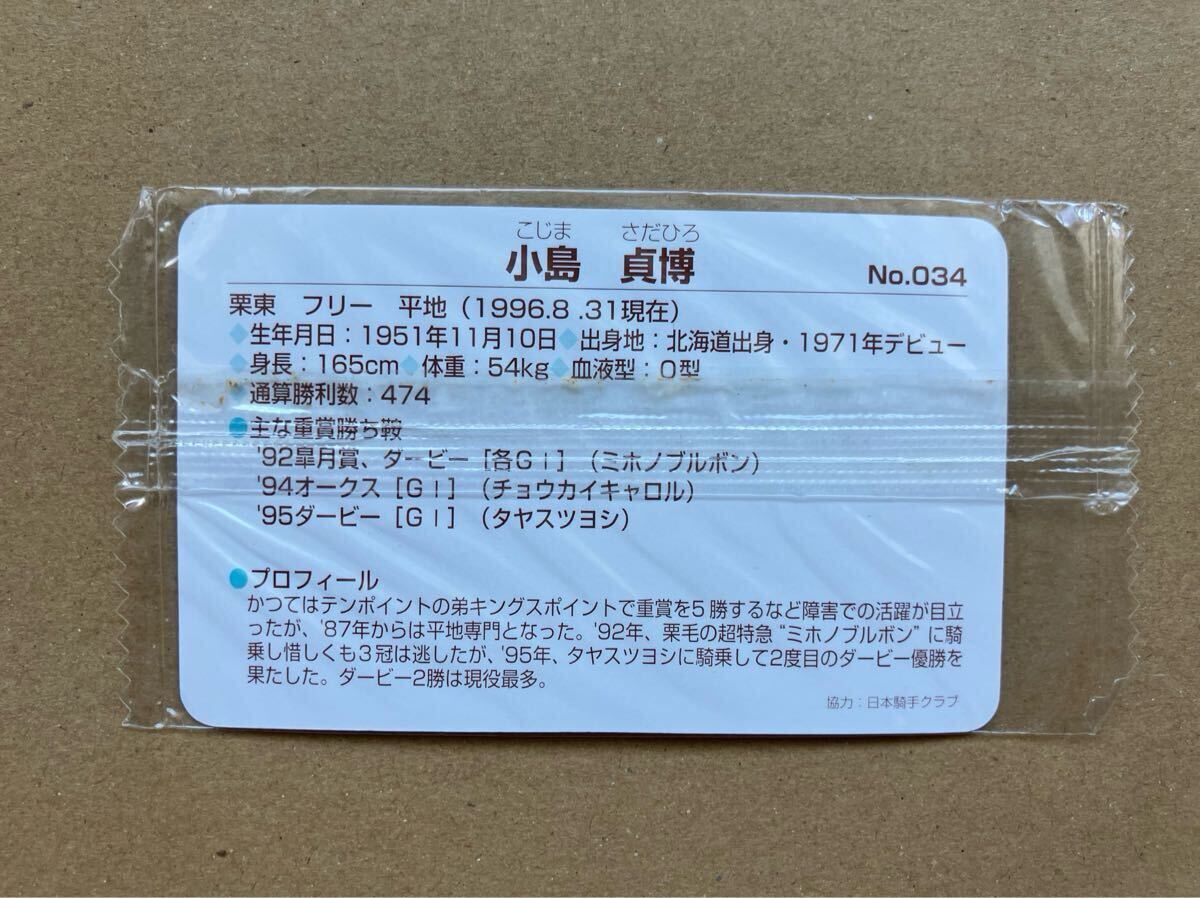 こじま　さだひろ
小島　貞博　No.034
栗東　フリー　平地（1996.8 .31現在）
◆生年月日：1951年11月10日◆出身地：北海道出身・1971年デビュー
◆身長：165cm◆体重：54kg◆血液型：O型
◆通算勝利数：474
●主な重賞勝ち鞍
'92皐月賞、ダービー［各GⅠ］（ミホノブルボン）
'94オークス［GⅠ］（チョウカイキャロル）
'95ダービー［GⅠ］（タヤスツヨシ）
●プロフィール
かつてはテンポイントの弟キングスポイントで重賞を5勝するなど障害での活躍が目立
ったが、'87年からは平地専門となった。'92年、栗毛の超特急“ミホノブルボン”に騎
乗し惜しくも3冠は逃したが、'95年、タヤスツヨシに騎乗して2度目のダービー優勝を
果たした。ダービー2勝は現役最多。
協力：日本騎手クラブ